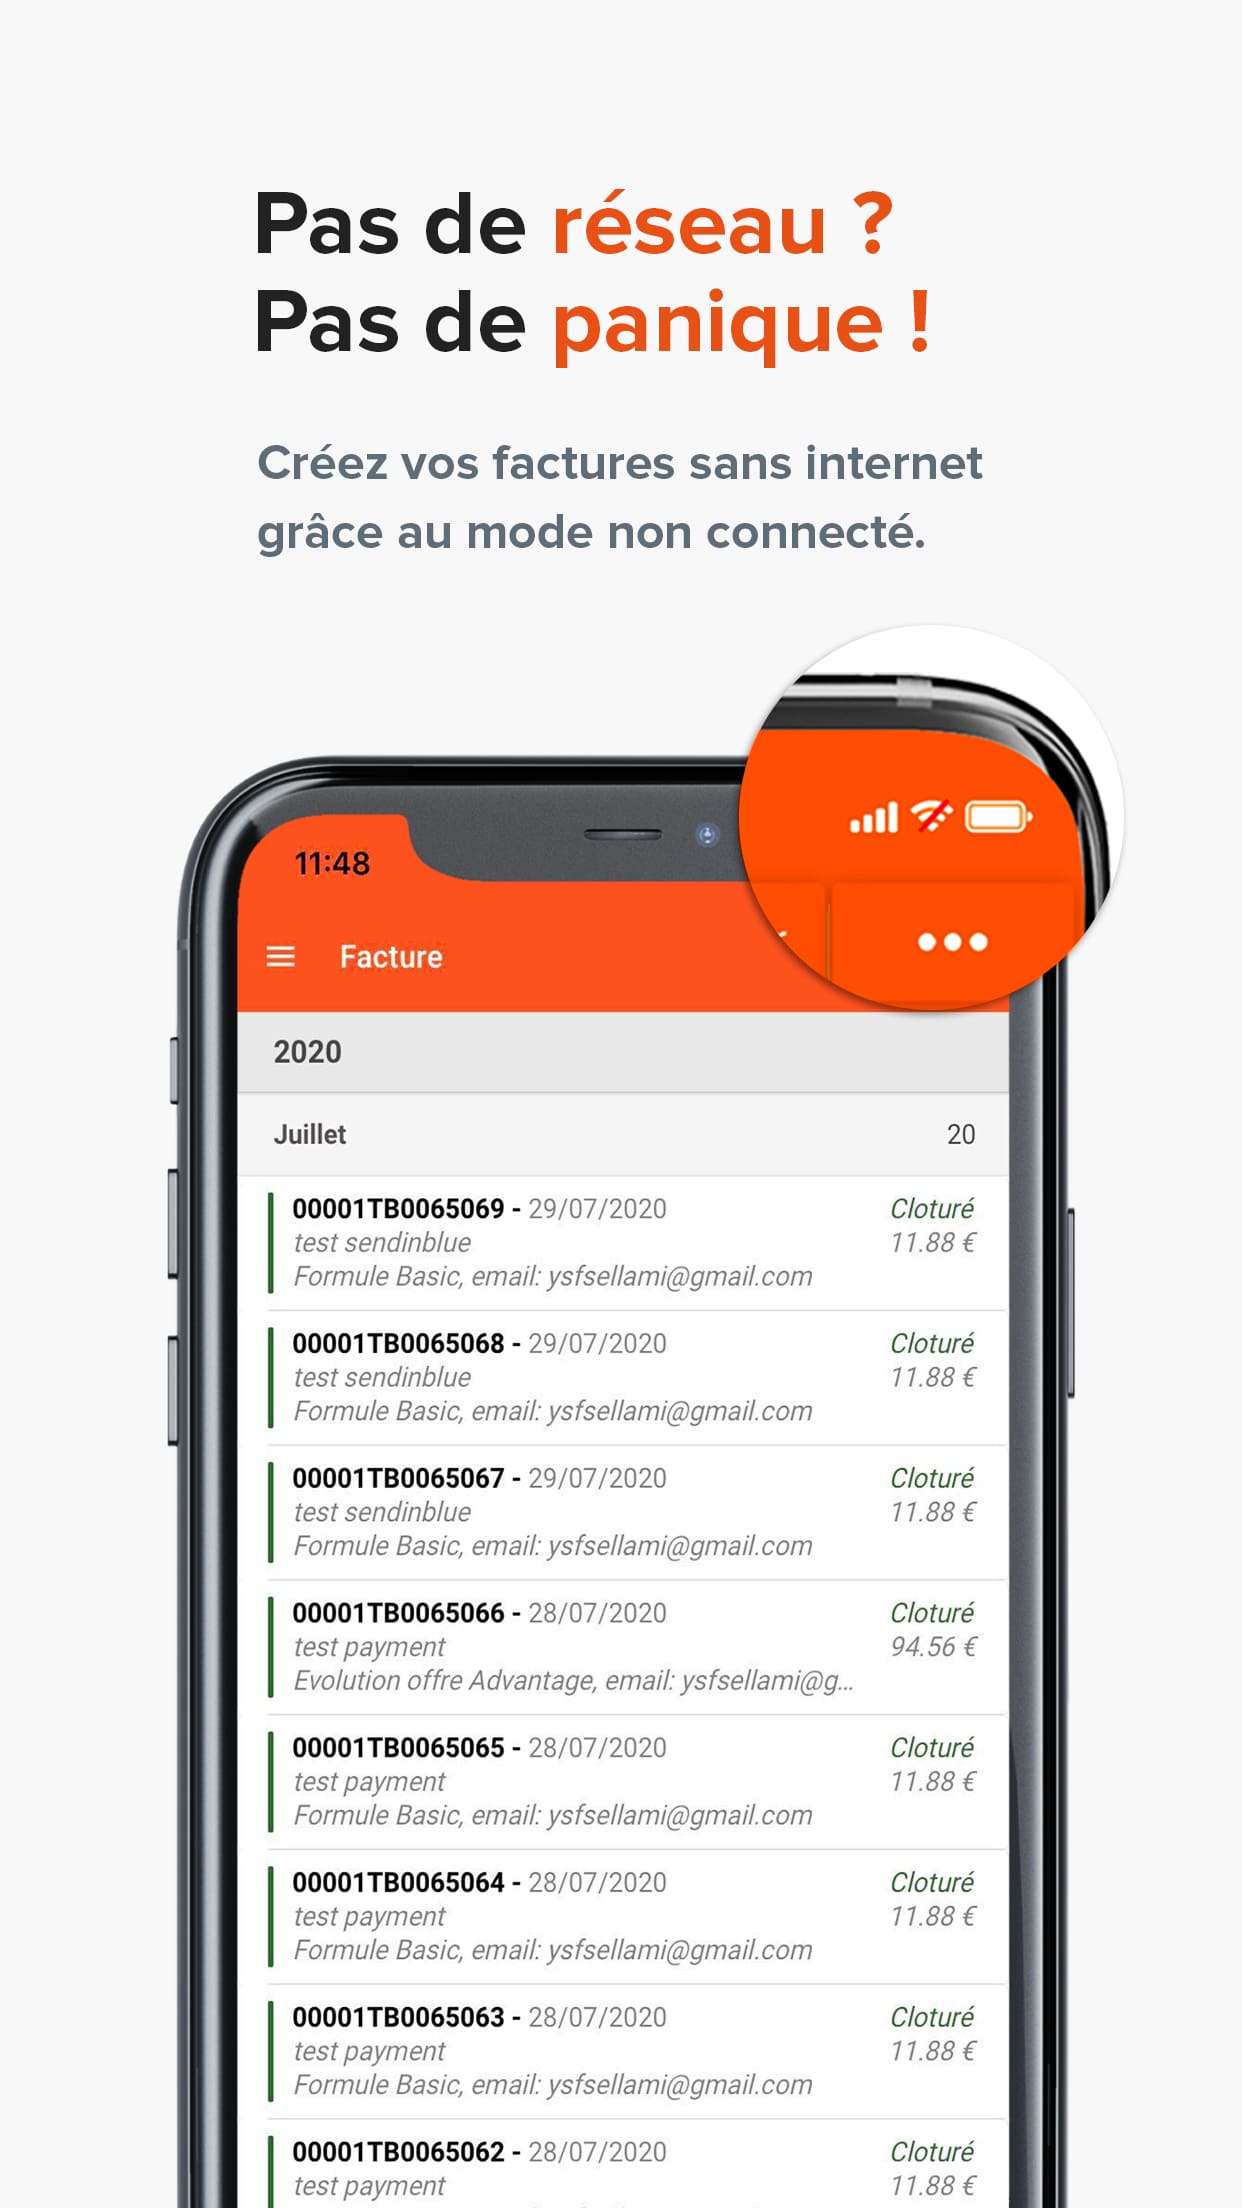 Pas de réseau ?
Pas de panique !
Créez vos factures sans internet
grâce au mode non connecté.
11:48
Facture
2020
Juillet 20
00001TB0065069 - 29/07/2020 Cloturé
test sendinblue 11.88 €
Formule Basic, email: ysfsellami@gmail.com
00001TB0065068 - 29/07/2020 Cloturé
test sendinblue 11.88 €
Formule Basic, email: ysfsellami@gmail.com
00001TB0065067 - 29/07/2020 Cloturé
test sendinblue 11.88 €
Formule Basic, email: ysfsellami@gmail.com
00001TB0065066 - 28/07/2020 Cloturé
test payment 94.56 €
Evolution offre Advantage, email: ysfsellami@g...
00001TB0065065 - 28/07/2020 Cloturé
test payment 11.88 €
Formule Basic, email: ysfsellami@gmail.com
00001TB0065064 - 28/07/2020 Cloturé
test payment 11.88 €
Formule Basic, email: ysfsellami@gmail.com
00001TB0065063 - 28/07/2020 Cloturé
test payment 11.88 €
Formule Basic, email: ysfsellami@gmail.com
00001TB0065062 - 28/07/2020 Cloturé
test payment 11.88 €